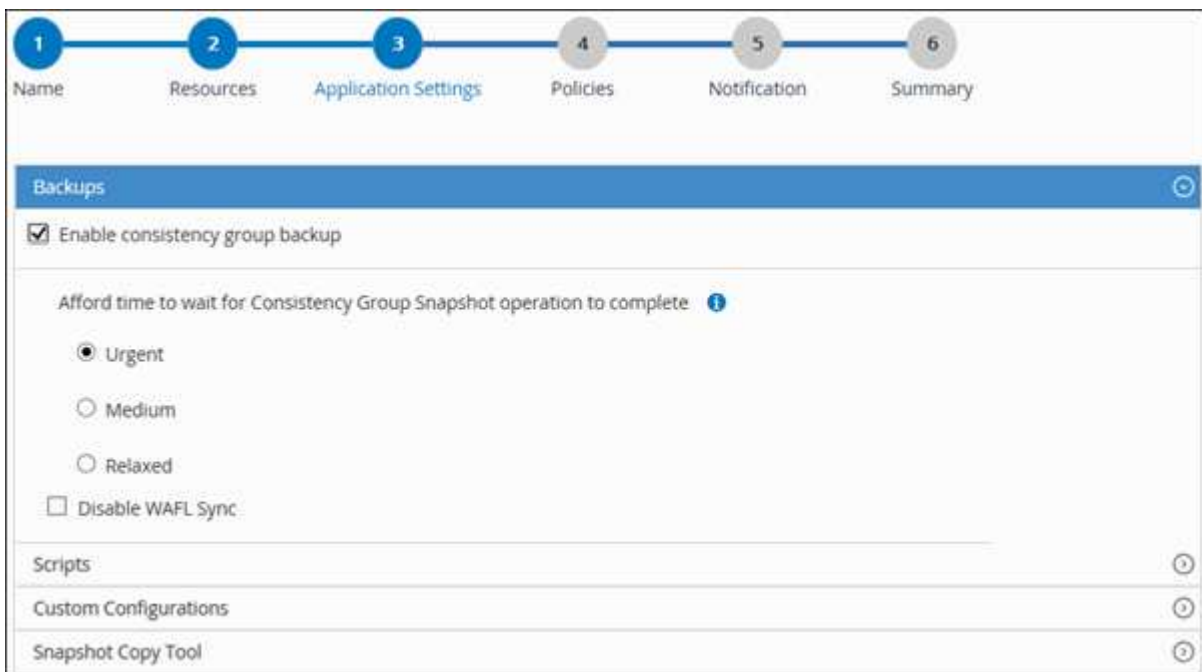 1 2 3 4 5 6
Name Resources Application Settings Policies Notification Summary
Backups
Enable consistency group backup
Afford time to wait for Consistency Group Snapshot operation to complete i
Urgent
Medium
Relaxed
Disable WAFL Sync
Scripts
Custom Configurations
Snapshot Copy Tool